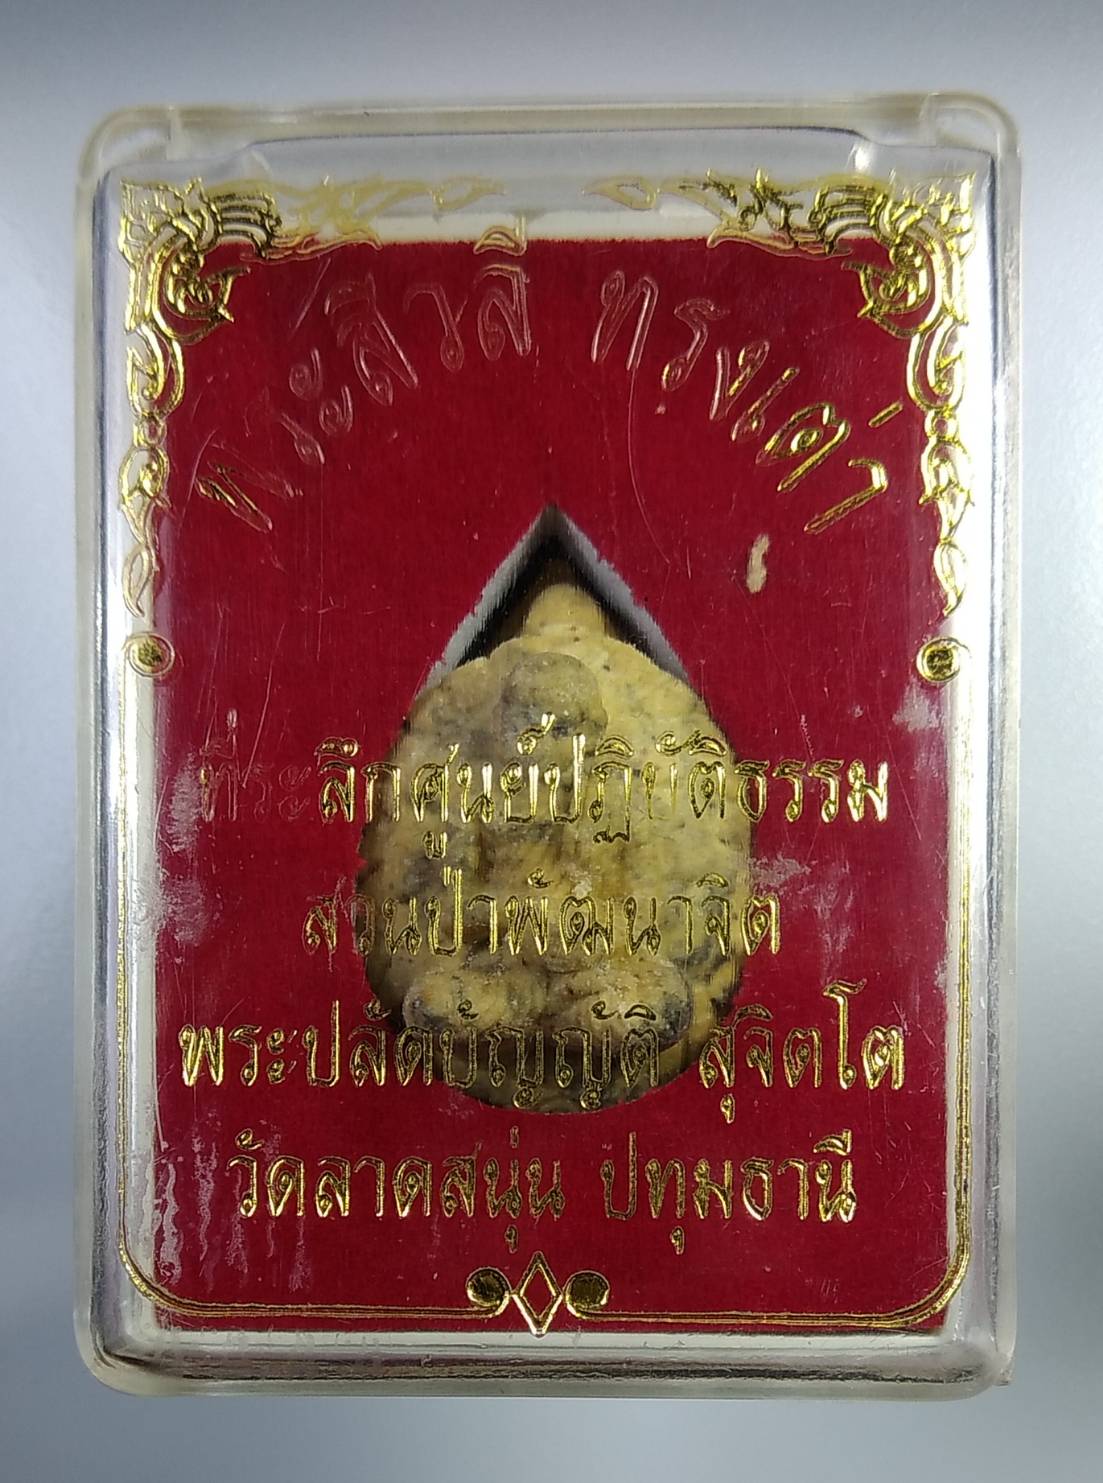 พระสิวลี ทรงเต่า
ที่ระลึกศูนย์ปฏิบัติธรรม
สวนป่าพัฒนาจิต
พระปลัดบัญญัติ สุจิตโต
วัดลาดสนุ่น ปทุมธานี